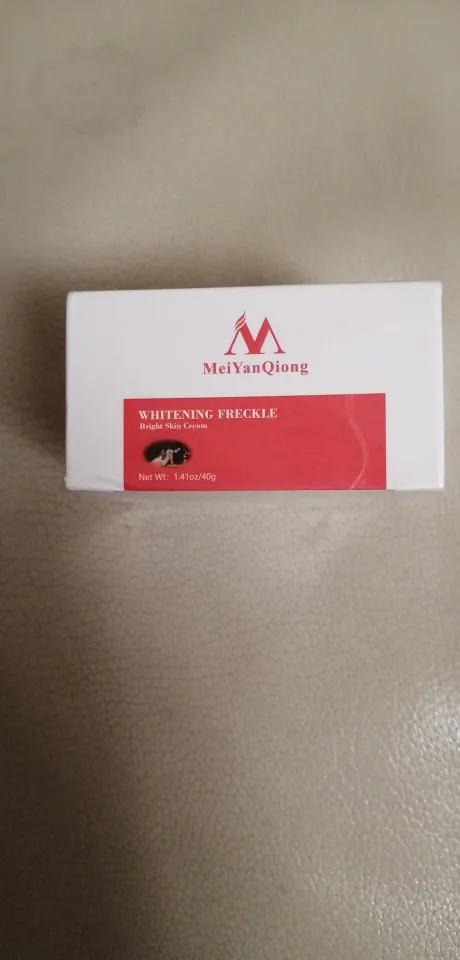 MeiYanQiong
WHITENING FRECKLE
Bright Skin Cream
Net Wt: 1.41oz/40g